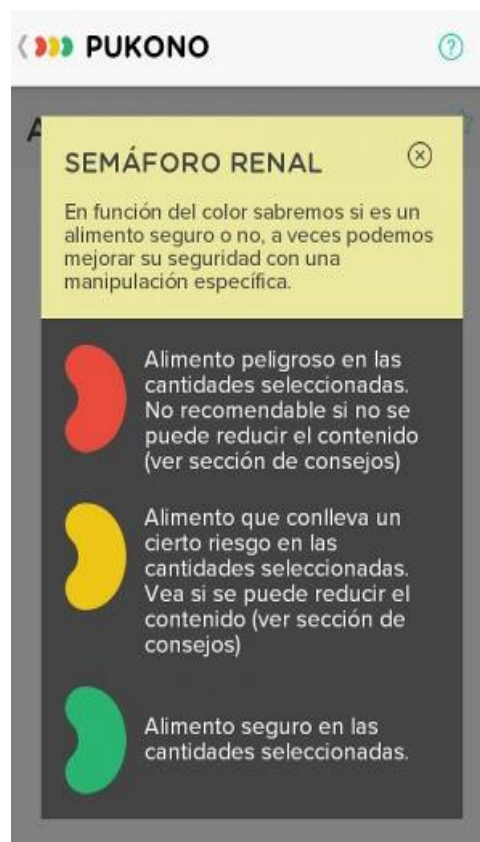 PUKONO
?
A
SEMÁFORO RENAL
En función del color sabremos si es un
alimento seguro o no, a veces podemos
mejorar su seguridad con una
manipulación específica.
Alimento peligroso en las
cantidades seleccionadas.
No recomendable si no se
puede reducir el contenido
(ver sección de consejos)
Alimento que conlleva un
cierto riesgo en las
cantidades seleccionadas.
Vea si se puede reducir el
contenido (ver sección de
consejos)
Alimento seguro en las
cantidades seleccionadas.